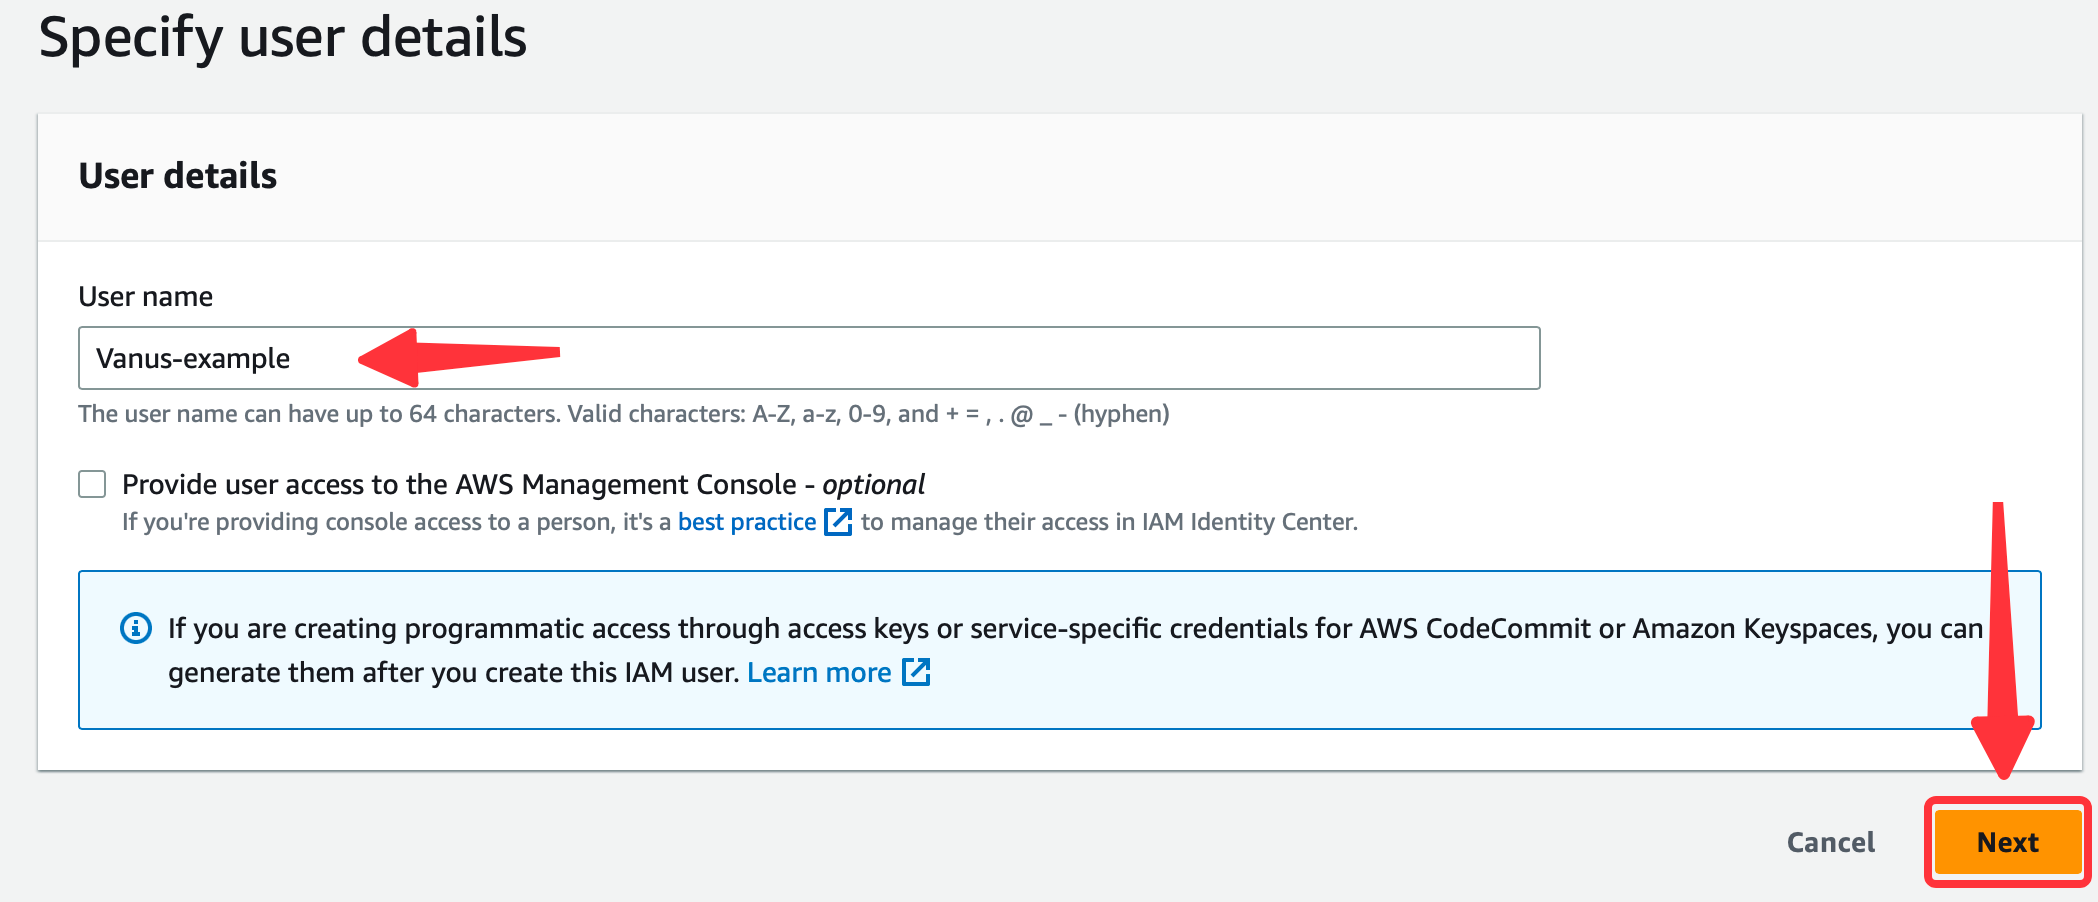 Specify user details
User details
User name
Vanus-example
The user name can have up to 64 characters. Valid characters: A-Z, a-z, 0-9, and + = , . @ _ - (hyphen)
Provide user access to the AWS Management Console - optional
If you're providing console access to a person, it's a best practice to manage their access in IAM Identity Center.
If you are creating programmatic access through access keys or service-specific credentials for AWS CodeCommit or Amazon Keyspaces, you can
generate them after you create this IAM user. Learn more
Cancel
Next